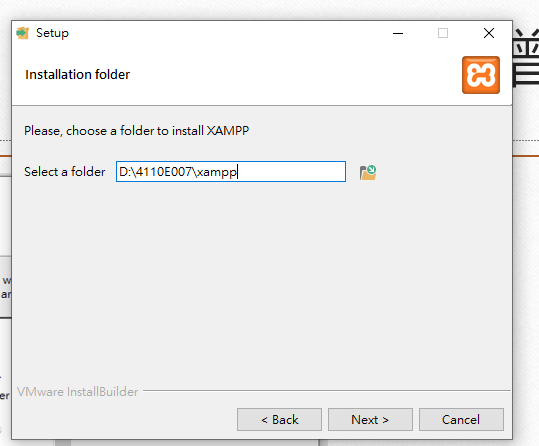 Setup
Installation folder
Please, choose a folder to install XAMPP
Select a folder D:\4110E007\xampp
VMware InstallBuilder
< Back Next > Cancel